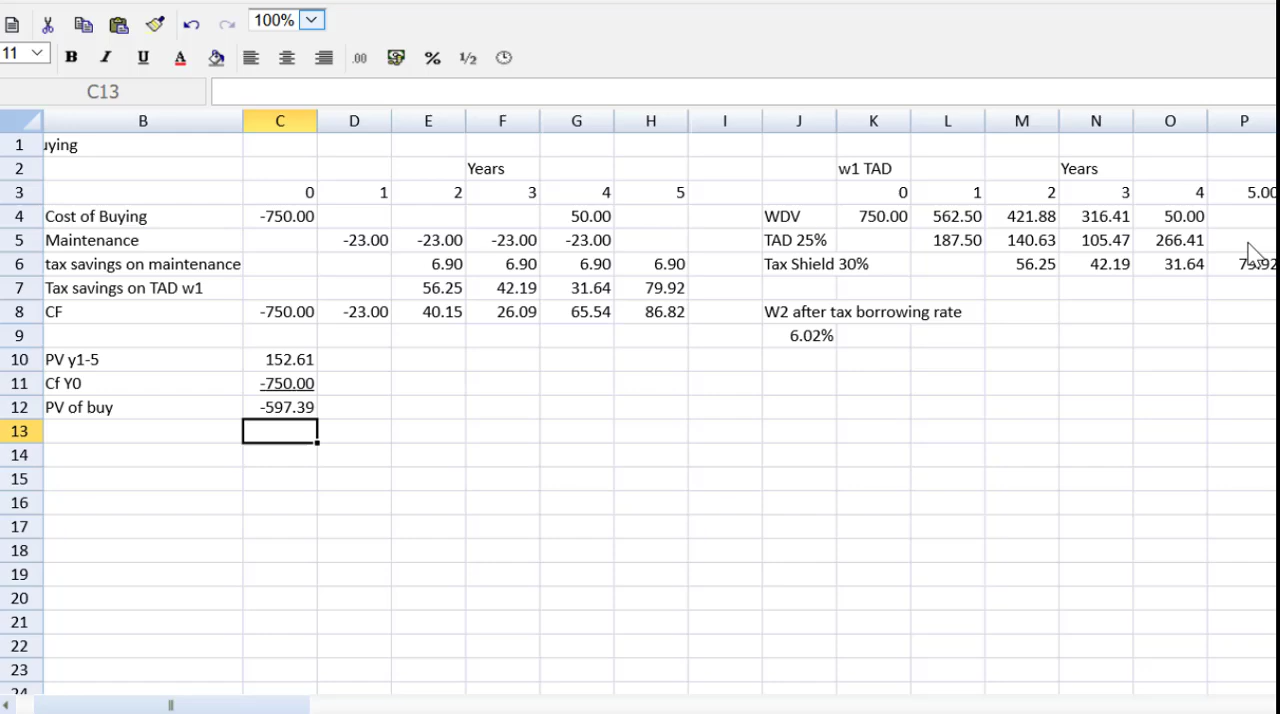 100%
11 B I U A .00 % ½
C13
B C D E F G H I J K L M N O P
1 uying
2 Years w1 TAD Years
3 0 1 2 3 4 5 0 1 2 3 4 5.00
4 Cost of Buying -750.00 50.00 WDV 750.00 562.50 421.88 316.41 50.00
5 Maintenance -23.00 -23.00 -23.00 -23.00 TAD 25% 187.50 140.63 105.47 266.41
6 tax savings on maintenance 6.90 6.90 6.90 6.90 Tax Shield 30% 56.25 42.19 31.64 79.92
7 Tax savings on TAD w1 56.25 42.19 31.64 79.92
8 CF -750.00 -23.00 40.15 26.09 65.54 86.82 W2 after tax borrowing rate
9 6.02%
10 PV y1-5 152.61
11 Cf Y0 -750.00
12 PV of buy -597.39
13
14
15
16
17
18
19
20
21
22
23
24